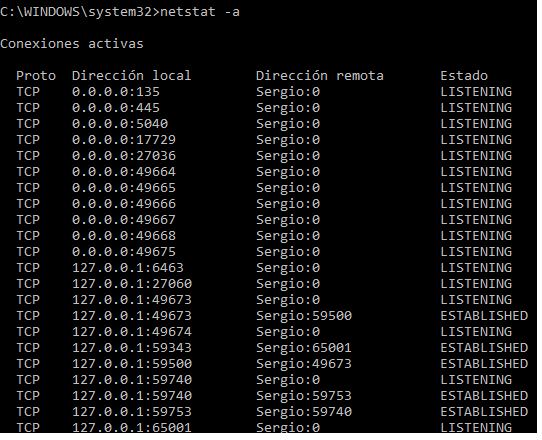 C:\WINDOWS\system32>netstat -a
Conexiones activas
Proto Dirección local Dirección remota Estado
TCP 0.0.0.0:135 Sergio:0 LISTENING
TCP 0.0.0.0:445 Sergio:0 LISTENING
TCP 0.0.0.0:5040 Sergio:0 LISTENING
TCP 0.0.0.0:17729 Sergio:0 LISTENING
TCP 0.0.0.0:27036 Sergio:0 LISTENING
TCP 0.0.0.0:49664 Sergio:0 LISTENING
TCP 0.0.0.0:49665 Sergio:0 LISTENING
TCP 0.0.0.0:49666 Sergio:0 LISTENING
TCP 0.0.0.0:49667 Sergio:0 LISTENING
TCP 0.0.0.0:49668 Sergio:0 LISTENING
TCP 0.0.0.0:49675 Sergio:0 LISTENING
TCP 127.0.0.1:6463 Sergio:0 LISTENING
TCP 127.0.0.1:27060 Sergio:0 LISTENING
TCP 127.0.0.1:49673 Sergio:0 LISTENING
TCP 127.0.0.1:49673 Sergio:59500 ESTABLISHED
TCP 127.0.0.1:49674 Sergio:0 LISTENING
TCP 127.0.0.1:59343 Sergio:65001 ESTABLISHED
TCP 127.0.0.1:59500 Sergio:49673 ESTABLISHED
TCP 127.0.0.1:59740 Sergio:0 LISTENING
TCP 127.0.0.1:59740 Sergio:59753 ESTABLISHED
TCP 127.0.0.1:59753 Sergio:59740 ESTABLISHED
TCP 127.0.0.1:65001 Sergio:0 LISTENING